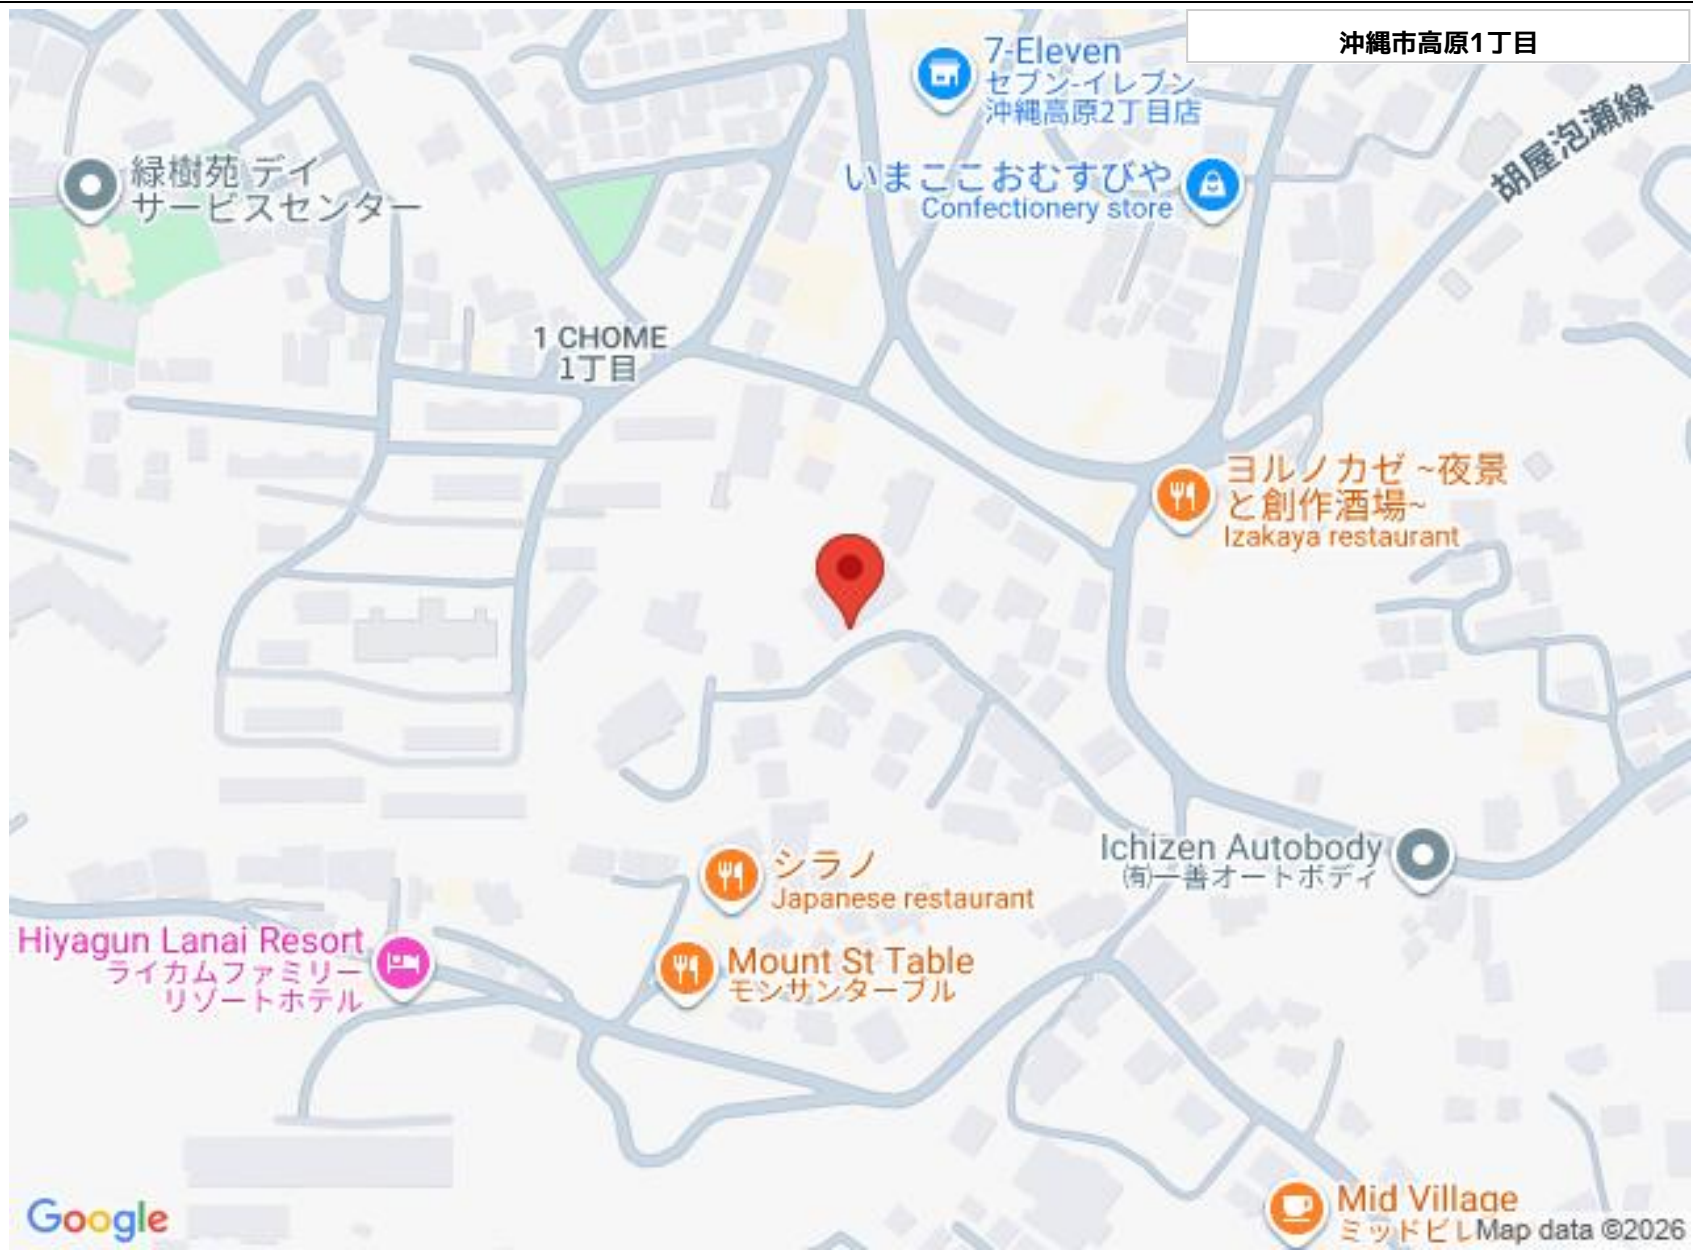 沖縄市高原1丁目
7-Eleven
セブン-イレブン
沖縄高原2丁目店
胡屋泡瀬線
緑樹苑 デイ
サービスセンター
いまここおむすびや
Confectionery store
1 CHOME
1丁目
ヨルノカゼ ~夜景
と創作酒場~
Izakaya restaurant
Ichizen Autobody
㈲一善オートボディ
シラノ
Japanese restaurant
Hiyagun Lanai Resort
ライカムファミリー
リゾートホテル
Mount St Table
モンサンターブル
Mid Village
ミッドビレ
Google
Map data ©2026